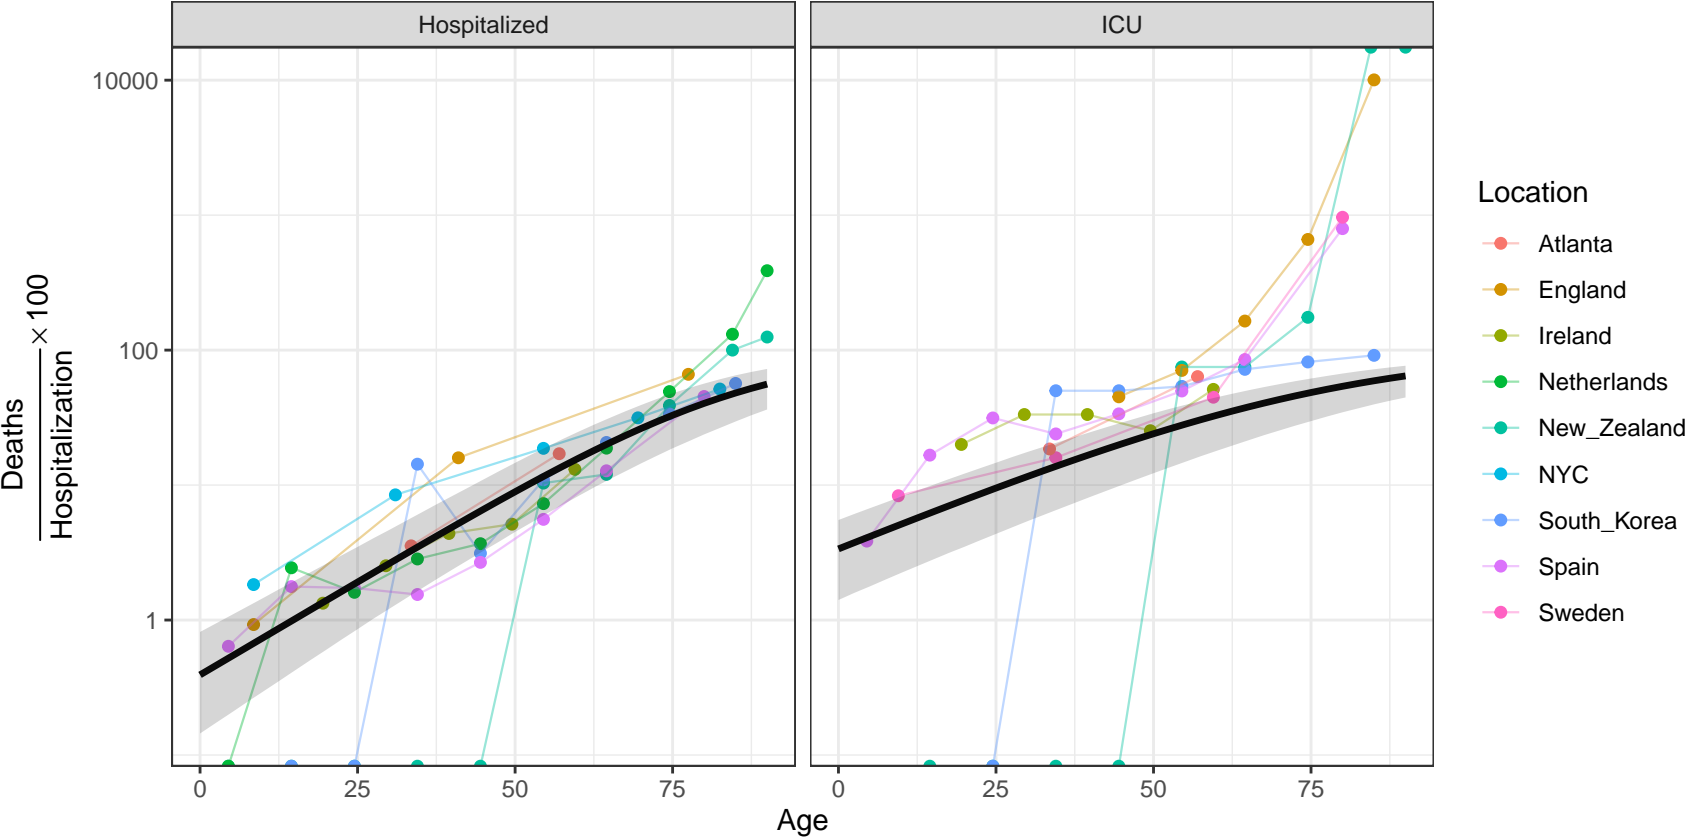 Hospitalized
ICU
10000
100
1
Deaths
Hospitalization
×100
0
25
50
75
0
25
50
75
Age
Location
Atlanta
England
Ireland
Netherlands
New_Zealand
NYC
South_Korea
Spain
Sweden